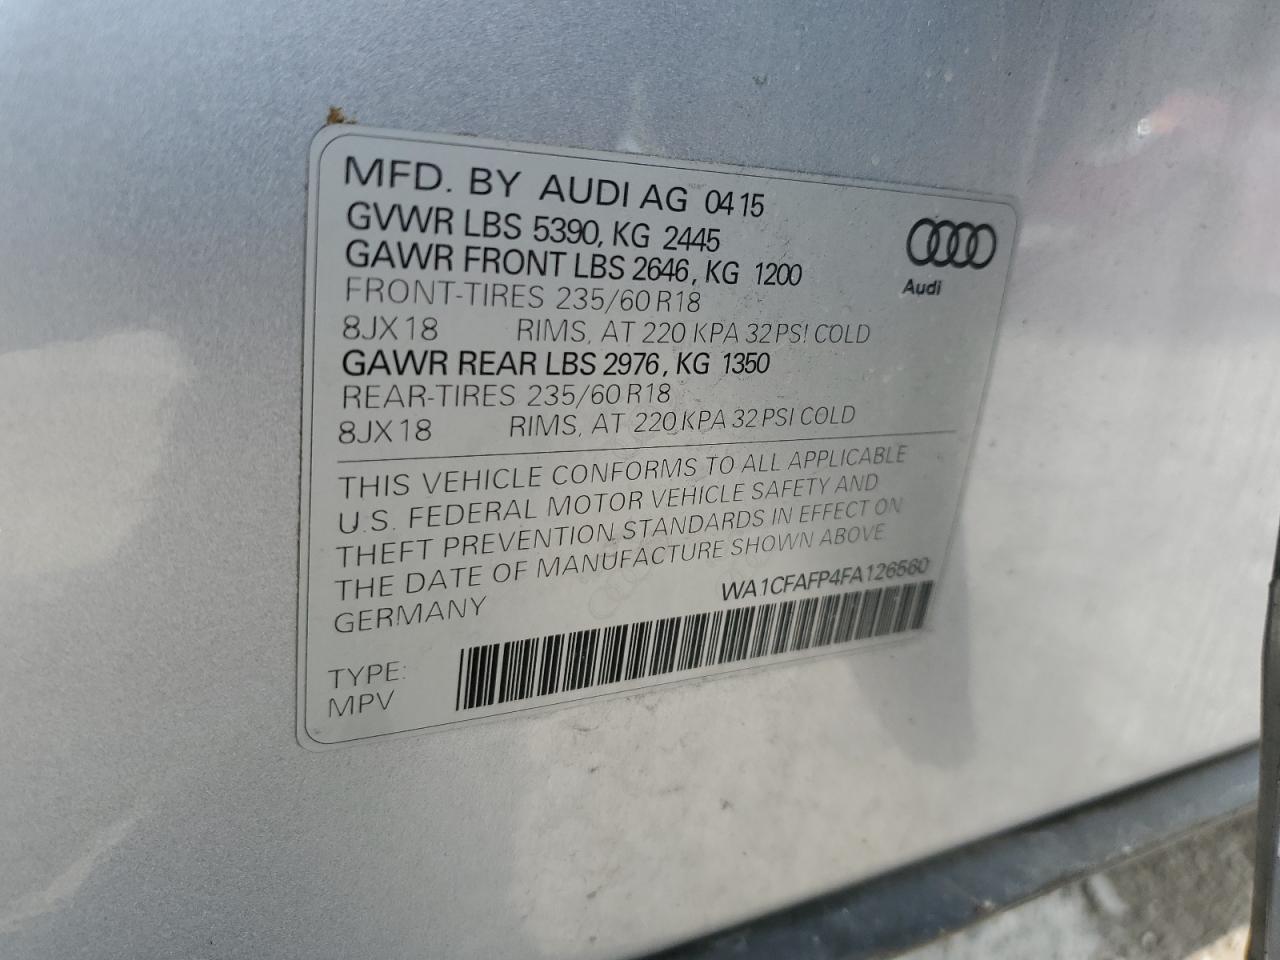 MFD. BY AUDI AG 04 15
GVWR LBS 5390, KG 2445
GAWR FRONT LBS 2646, KG 1200
FRONT-TIRES 235/60 R18
8JX18 RIMS, AT 220 KPA 32 PSI COLD
GAWR REAR LBS 2976, KG 1350
REAR-TIRES 235/60 R18
8JX18 RIMS, AT 220 KPA 32 PSI COLD
Audi
THIS VEHICLE CONFORMS TO ALL APPLICABLE
U.S. FEDERAL MOTOR VEHICLE SAFETY AND
THEFT PREVENTION STANDARDS IN EFFECT ON
THE DATE OF MANUFACTURE SHOWN ABOVE
GERMANY
WA1CFAFP4FA126560
TYPE:
MPV